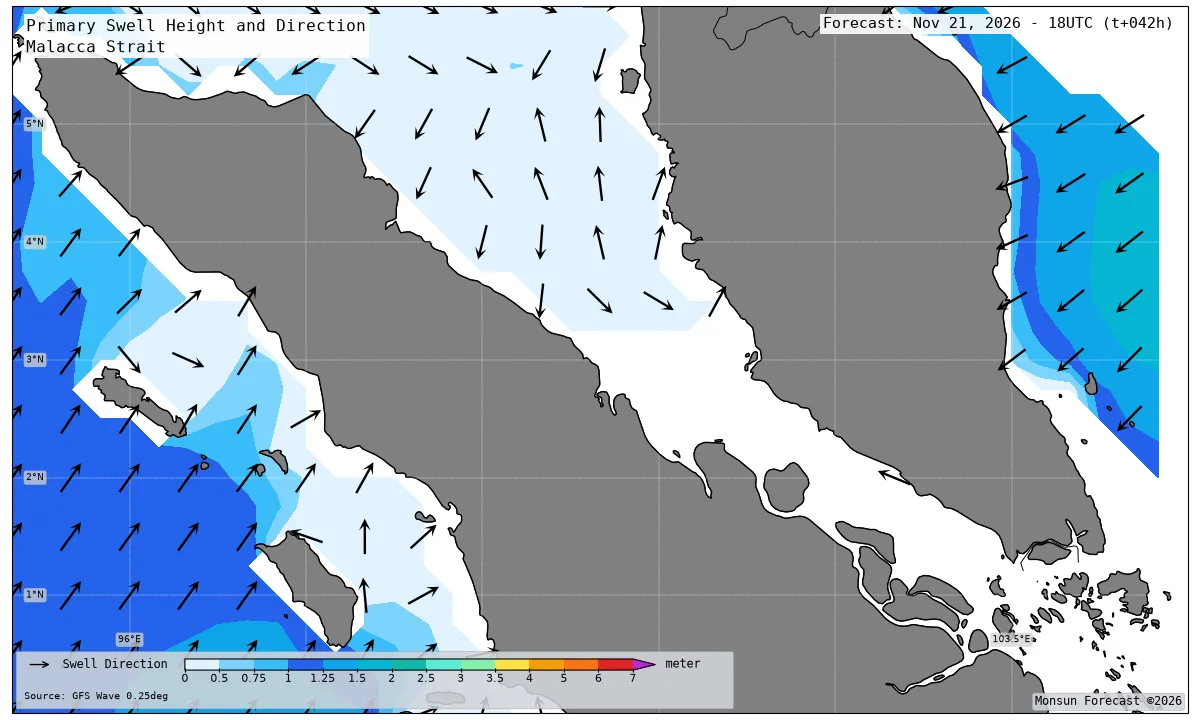 Primary Swell Height and Direction
Malacca Strait
Forecast: Nov 21, 2026 - 18UTC (t+042h)
5°N
4°N
3°N
2°N
1°N
96°E
103.5°E
Swell Direction
0 0.5 0.75 1 1.25 1.5 2 2.5 3 3.5 4 5 6 7
meter
Source: GFS Wave 0.25deg
Monsun Forecast ©2026